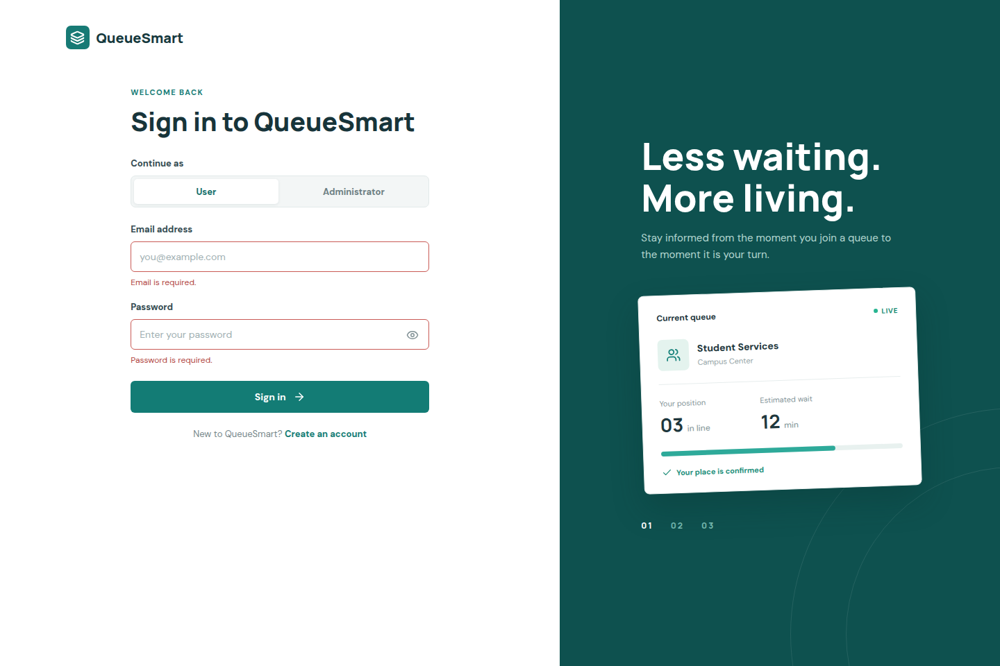 QueueSmart
WELCOME BACK
Sign in to QueueSmart
Continue as
User
Administrator
Email address
you@example.com
Email is required.
Password
Enter your password
Password is required.
Sign in
New to QueueSmart? Create an account
Less waiting.
More living.
Stay informed from the moment you join a queue to
the moment it is your turn.
Current queue
LIVE
Student Services
Campus Center
Your position
Estimated wait
03 in line
12 min
Your place is confirmed
01 02 03